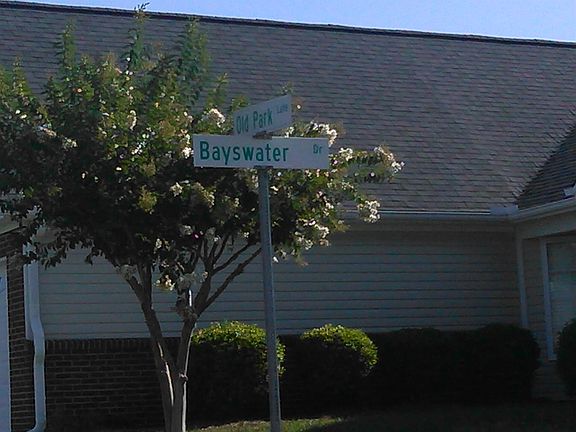 Old Park Lane
Bayswater Dr